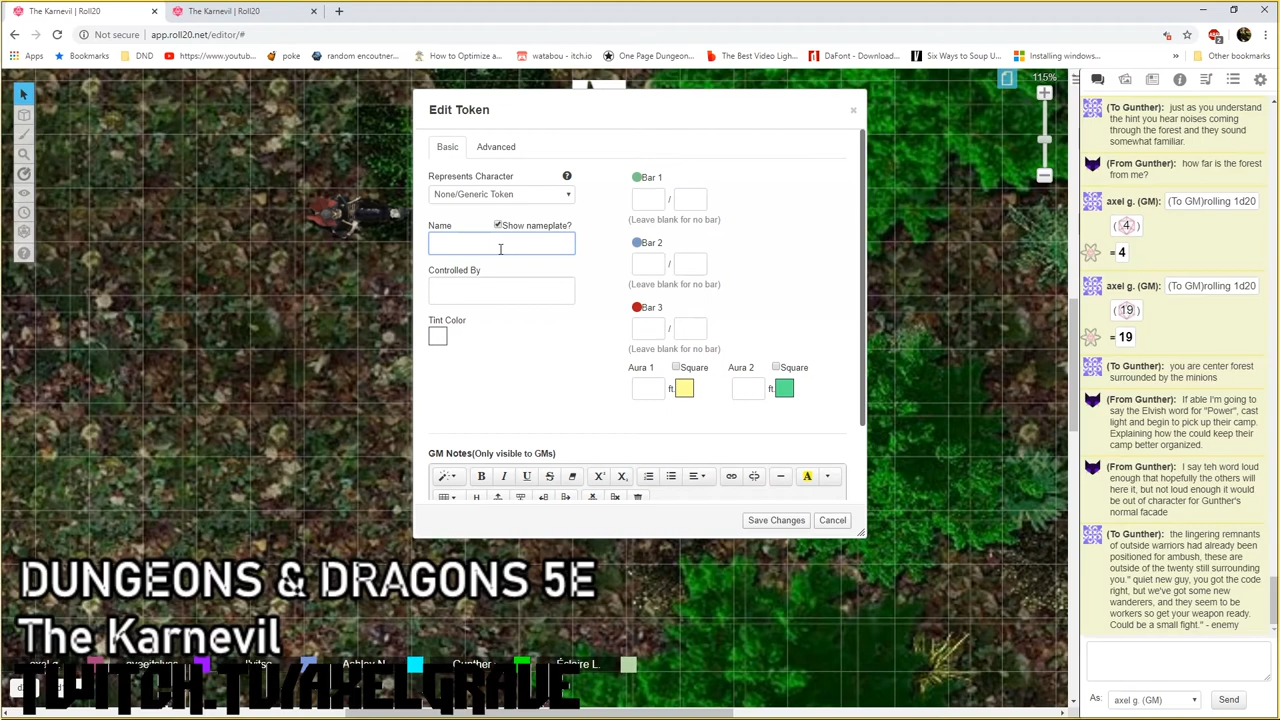 The Karnevil | Roll20
The Karnevil | Roll20
Not secure | app.roll20.net/editor/#
Apps Bookmarks DND https://www.youtub... poke random encoutner... How to Optimize a... watabou - itch.io One Page Dungeon... The Best Video Ligh... DaFont - Download... Six Ways to Soup U... Installing windows... Other bookmarks
115%
Edit Token
Basic Advanced
Represents Character
None/Generic Token
Name Show nameplate?
Controlled By
Tint Color
Bar 1
/
(Leave blank for no bar)
Bar 2
/
(Leave blank for no bar)
Bar 3
/
(Leave blank for no bar)
Aura 1 Square Aura 2 Square
ft. ft.
GM Notes(Only visible to GMs)
Save Changes Cancel
(To Gunther): just as you understand
the hint you hear noises coming
through the forest and they sound
somewhat familiar.
(From Gunther): how far is the forest
from me?
axel g. (GM): (To GM)rolling 1d20
(4)
= 4
axel g. (GM): (To GM)rolling 1d20
(19)
= 19
(To Gunther): you are center forest
surrounded by the minions
(From Gunther): If able I'm going to
say the Elvish word for "Power", cast
light and begin to pick up their camp.
Explaining how the could keep their
camp better organized.
(From Gunther): I say teh word loud
enough that hopefully the others will
here it, but not loud enough it would
be out of character for Gunther's
normal facade
(To Gunther): the lingering remnants
of outside warriors had already been
positioned for ambush, these are
outside of the twenty still surrounding
you." quiet new guy, you got the code
right, but we've got some new
wanderers, and they seem to be
workers so get your weapon ready.
Could be a small fight." - enemy
As: axel g. (GM) Send
DUNGEONS & DRAGONS 5E
The Karnevil
axel g. Ashley N. Gunther Éclaire L.
TWITCH.TV/AXELGRAVE